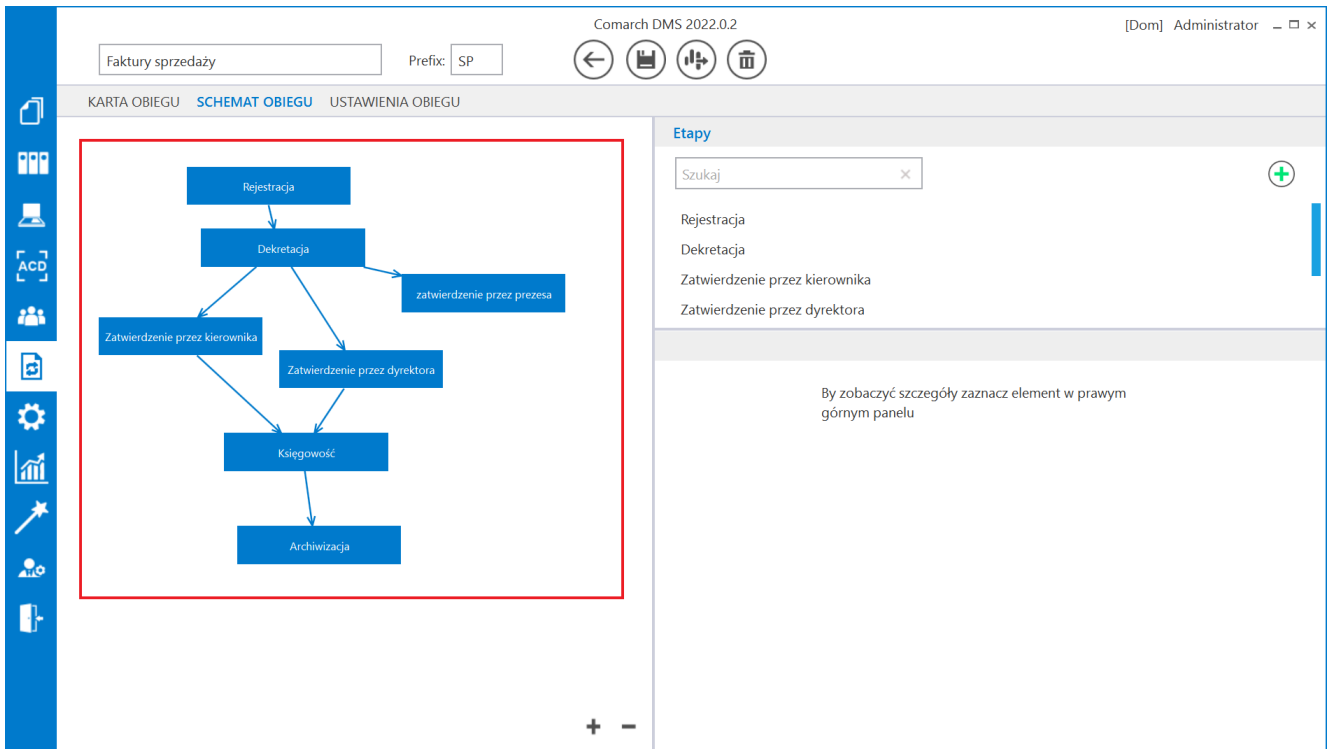 Comarch DMS 2022.0.2
[Dom] Administrator
Faktury sprzedaży
Prefix: SP
KARTA OBIEGU SCHEMAT OBIEGU USTAWIENIA OBIEGU
ACD
Rejestracja
Dekretacja
zatwierdzenie przez prezesa
Zatwierdzenie przez kierownika
Zatwierdzenie przez dyrektora
Księgowość
Archiwizacja
Etapy
Szukaj
Rejestracja
Dekretacja
Zatwierdzenie przez kierownika
Zatwierdzenie przez dyrektora
By zobaczyć szczegóły zaznacz element w prawym
górnym panelu